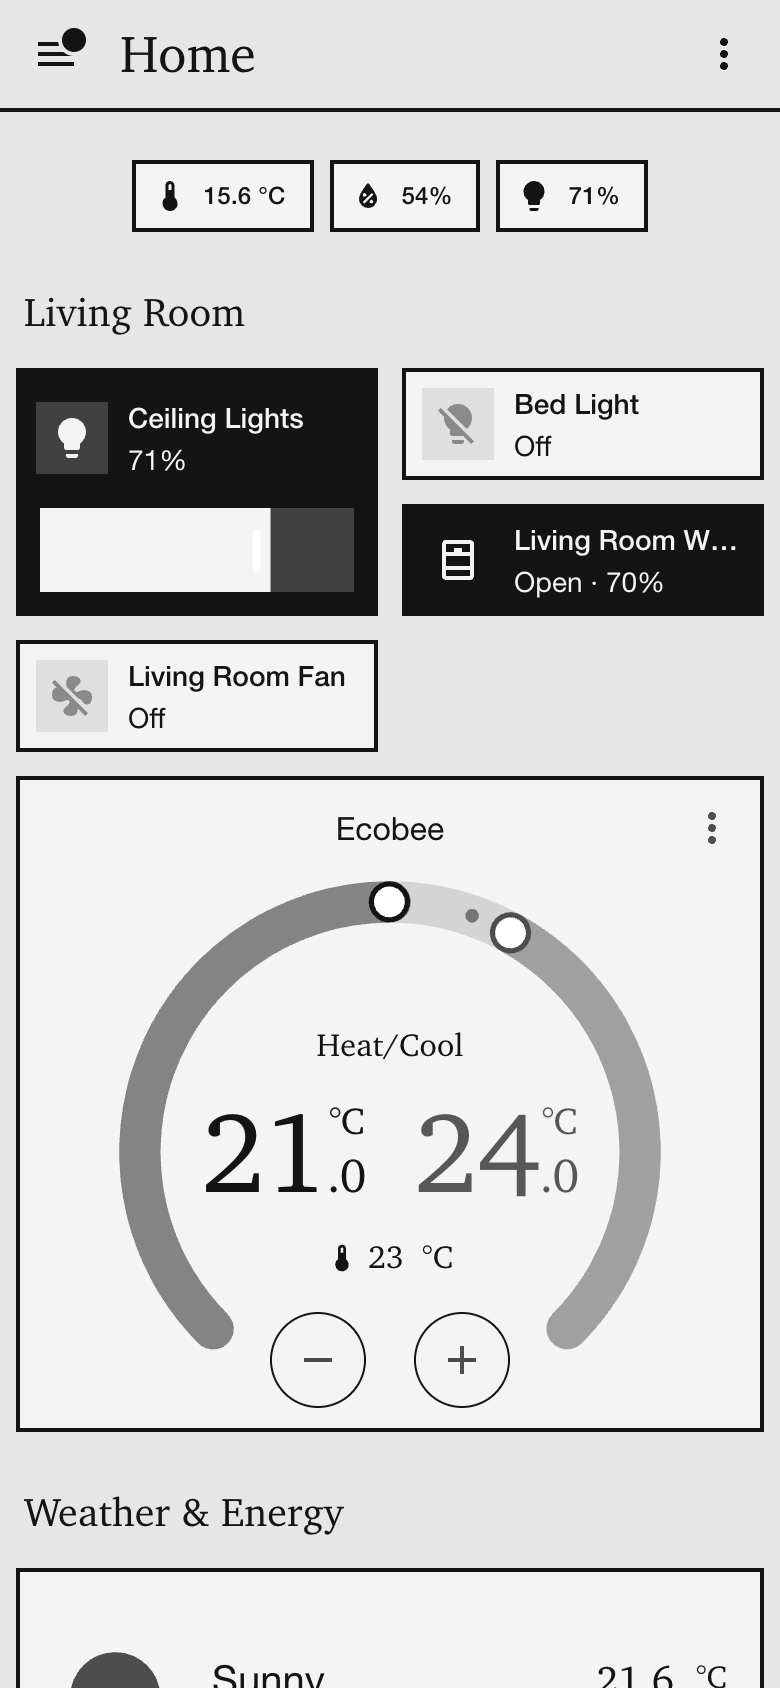 Home
15.6 °C
54%
71%
Living Room
Ceiling Lights
71%
Bed Light
Off
Living Room W...
Open · 70%
Living Room Fan
Off
Ecobee
Heat/Cool
21.0 °C
24.0 °C
23 °C
Weather & Energy
Sunny
21.6 °C